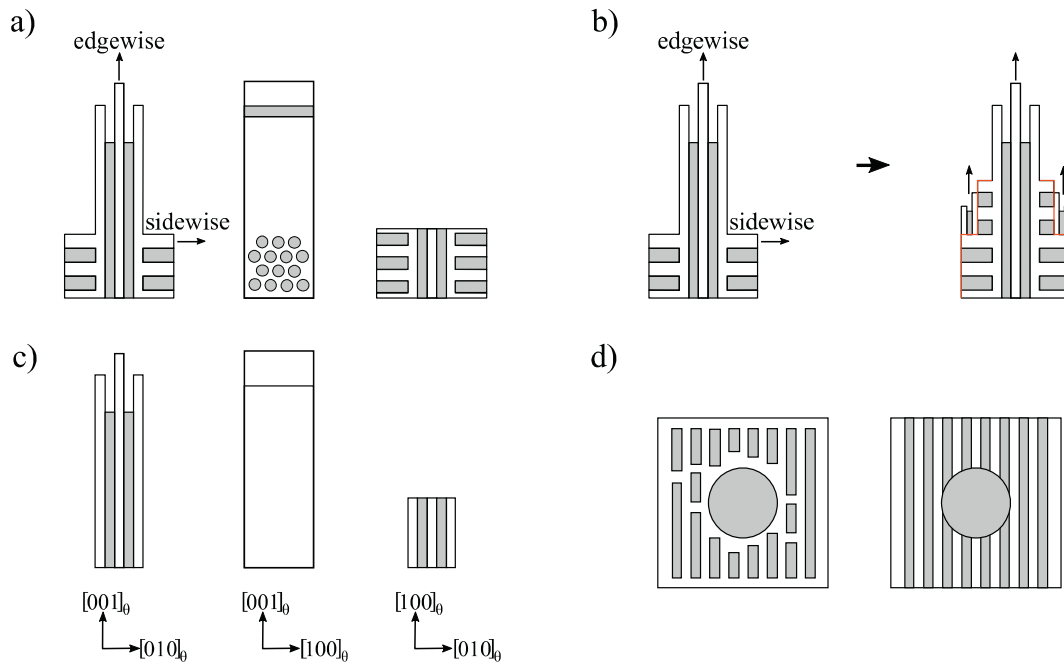 a)
edgewise
sidewise
b)
edgewise
sidewise
c)
[001]θ
[010]θ
[001]θ
[100]θ
[100]θ
[010]θ
d)